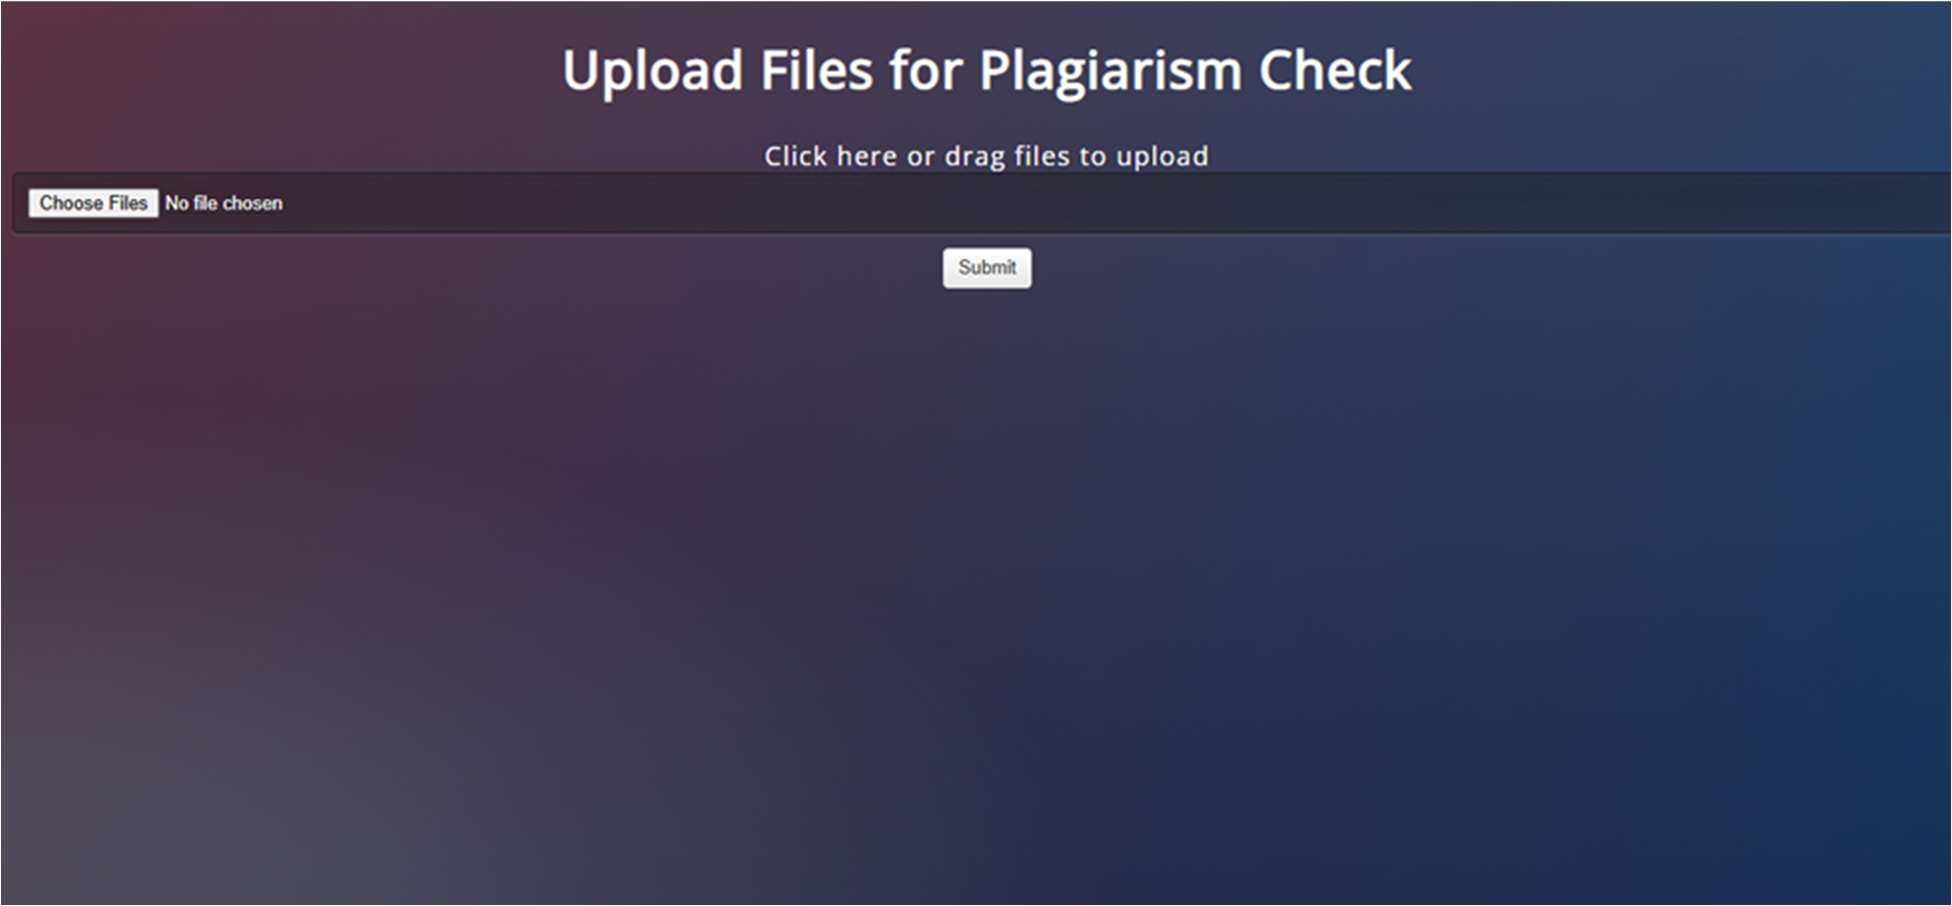 Upload Files for Plagiarism Check
Click here or drag files to upload
Choose Files No file chosen
Submit